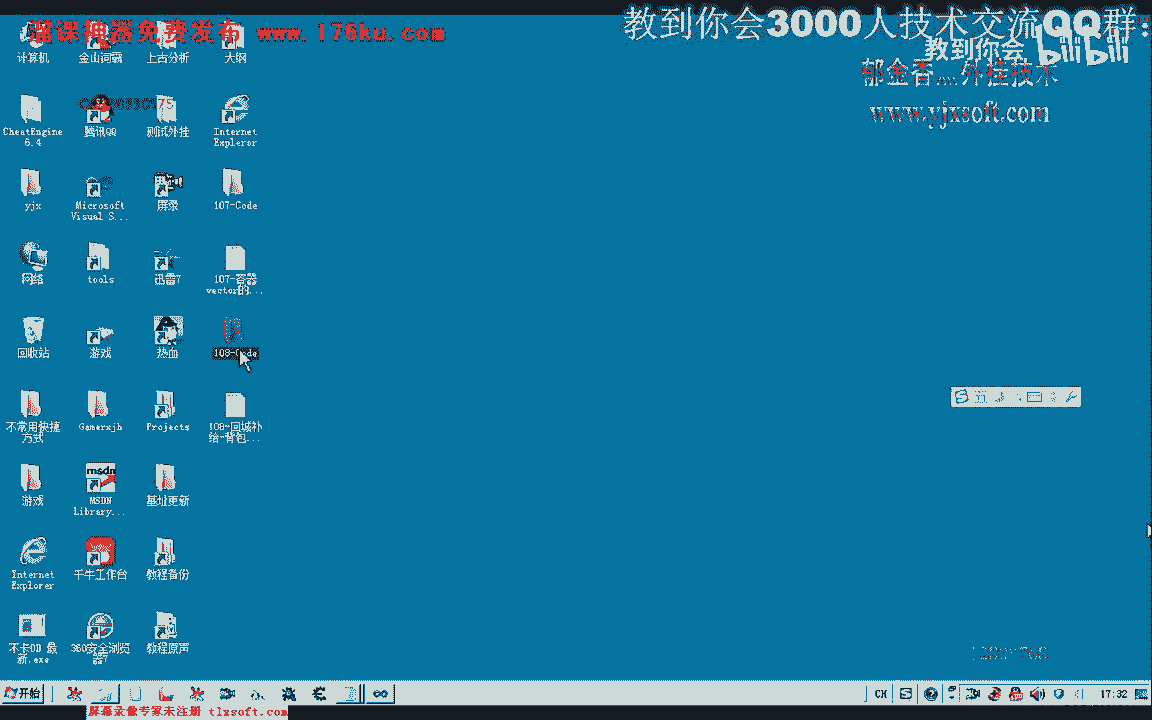 教到你会3000人技术交流QQ群:
教到你会 bilibili
溜课神器免费发布 www.176ku.com
郁金香....外挂技术
www.yjxsoft.com
计算机
金山词霸
上古分析
大纲
CheatEngine
6.4
腾讯QQ
测试外挂
Internet
Exploror
yjx
Microsoft
Visual S...
屏录
107-Code
网络
tools
迅雷7
107-容器
vector的...
回收站
游戏
热血
108-Code
不常用快捷
方式
Gamerxjh
Projects
108-回城补
给-背包...
游戏
msdn
MSDN
Library...
基址更新
Internet
Explorer
千牛工作台
教程备份
不卡OD 最
新.exe
360安全浏览
器7
教程原声
开始
CH
17:32
屏幕录像专家未注册 tlxsoft.com